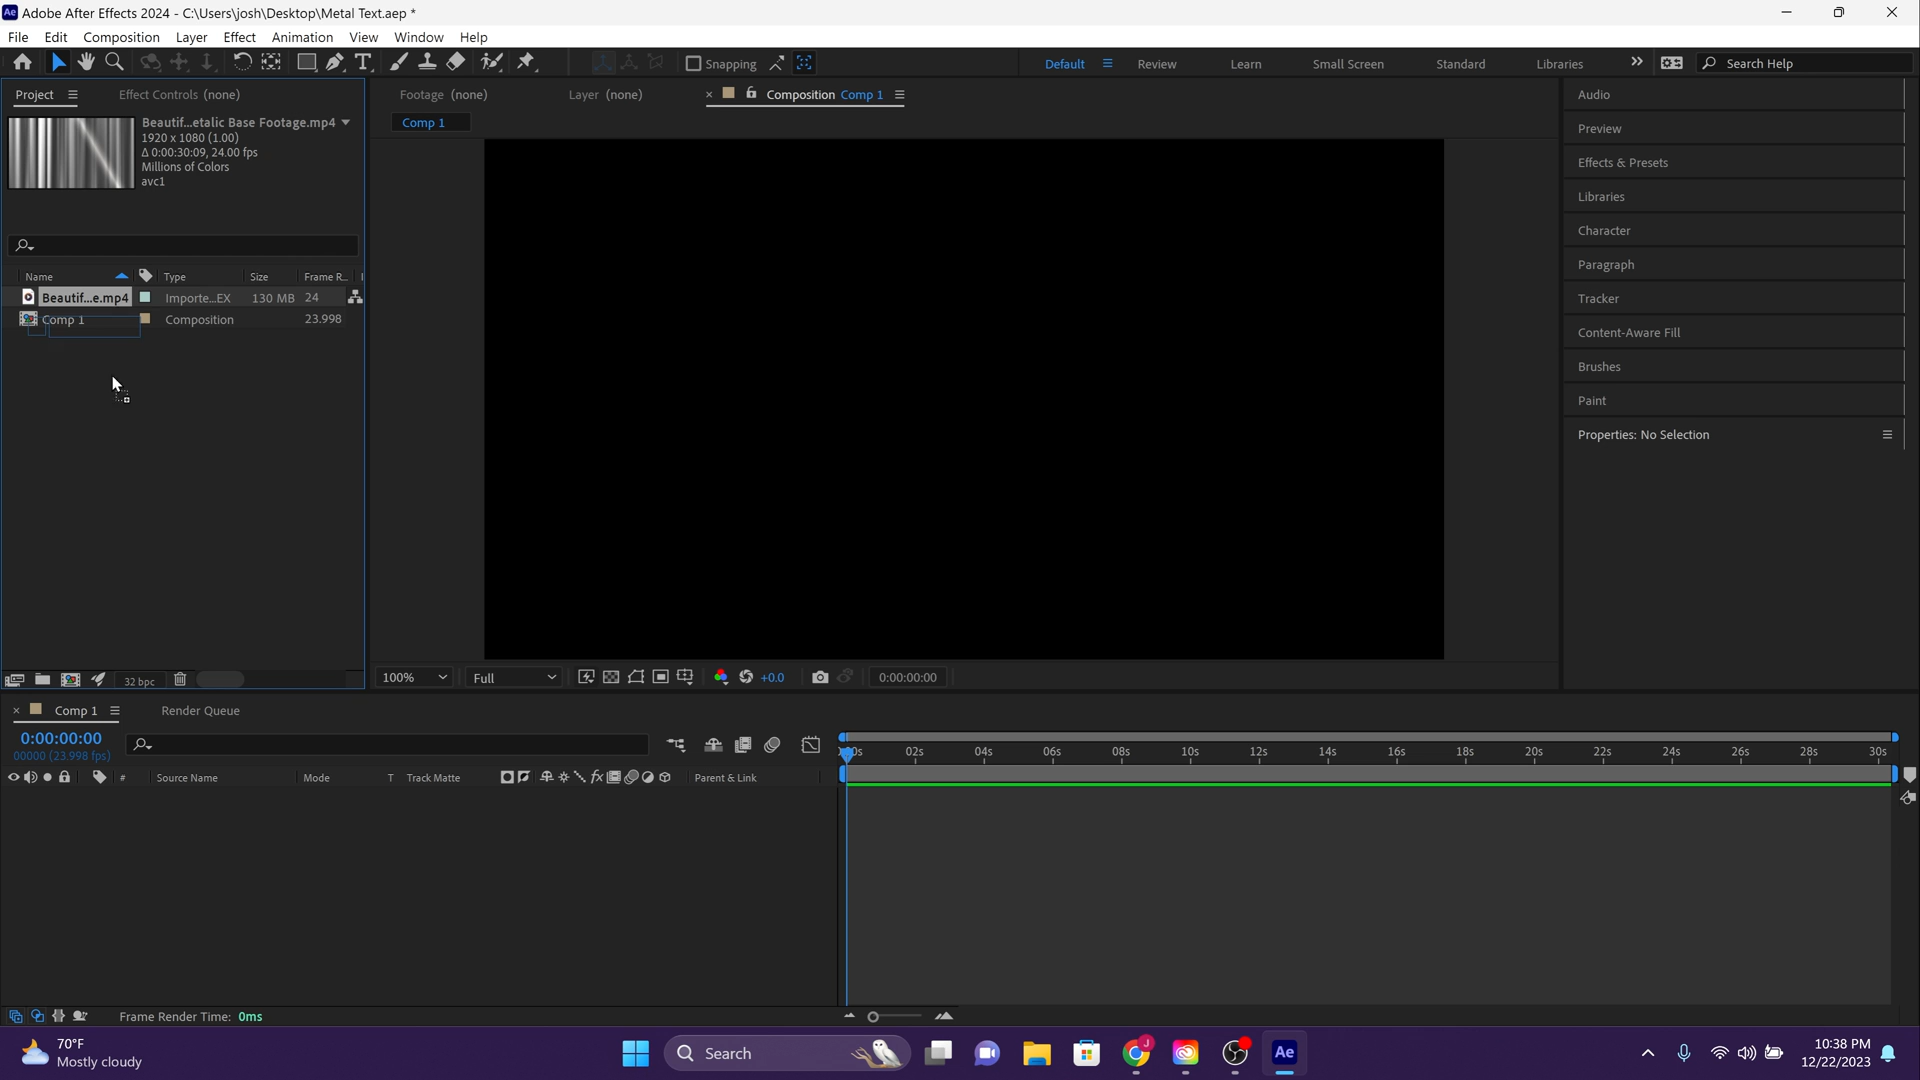 Ae Adobe After Effects 2024 - C:\Users\josh\Desktop\Metal Text.aep *
File Edit Composition Layer Effect Animation View Window Help
Snapping Default Review Learn Small Screen Standard Libraries Search Help
Project Effect Controls (none) Footage (none) Layer (none) Composition Comp 1
Comp 1
Beautif...etalic Base Footage.mp4
1920 x 1080 (1.00)
Δ 0:00:30:09, 24.00 fps
Millions of Colors
avc1
Name Type Size Frame R...
Beautif...e.mp4 Importe...EX 130 MB 24
Comp 1 Composition 23.998
32 bpc
100% Full +0.0 0:00:00:00
Audio
Preview
Effects & Presets
Libraries
Character
Paragraph
Tracker
Content-Aware Fill
Brushes
Paint
Properties: No Selection
Comp 1 Render Queue
0:00:00:00
00000 (23.998 fps)
02s 04s 06s 08s 10s 12s 14s 16s 18s 20s 22s 24s 26s 28s 30s
# Source Name Mode T Track Matte fx Parent & Link
Frame Render Time: 0ms
70°F
Mostly cloudy
Search
J
Ae
10:38 PM
12/22/2023